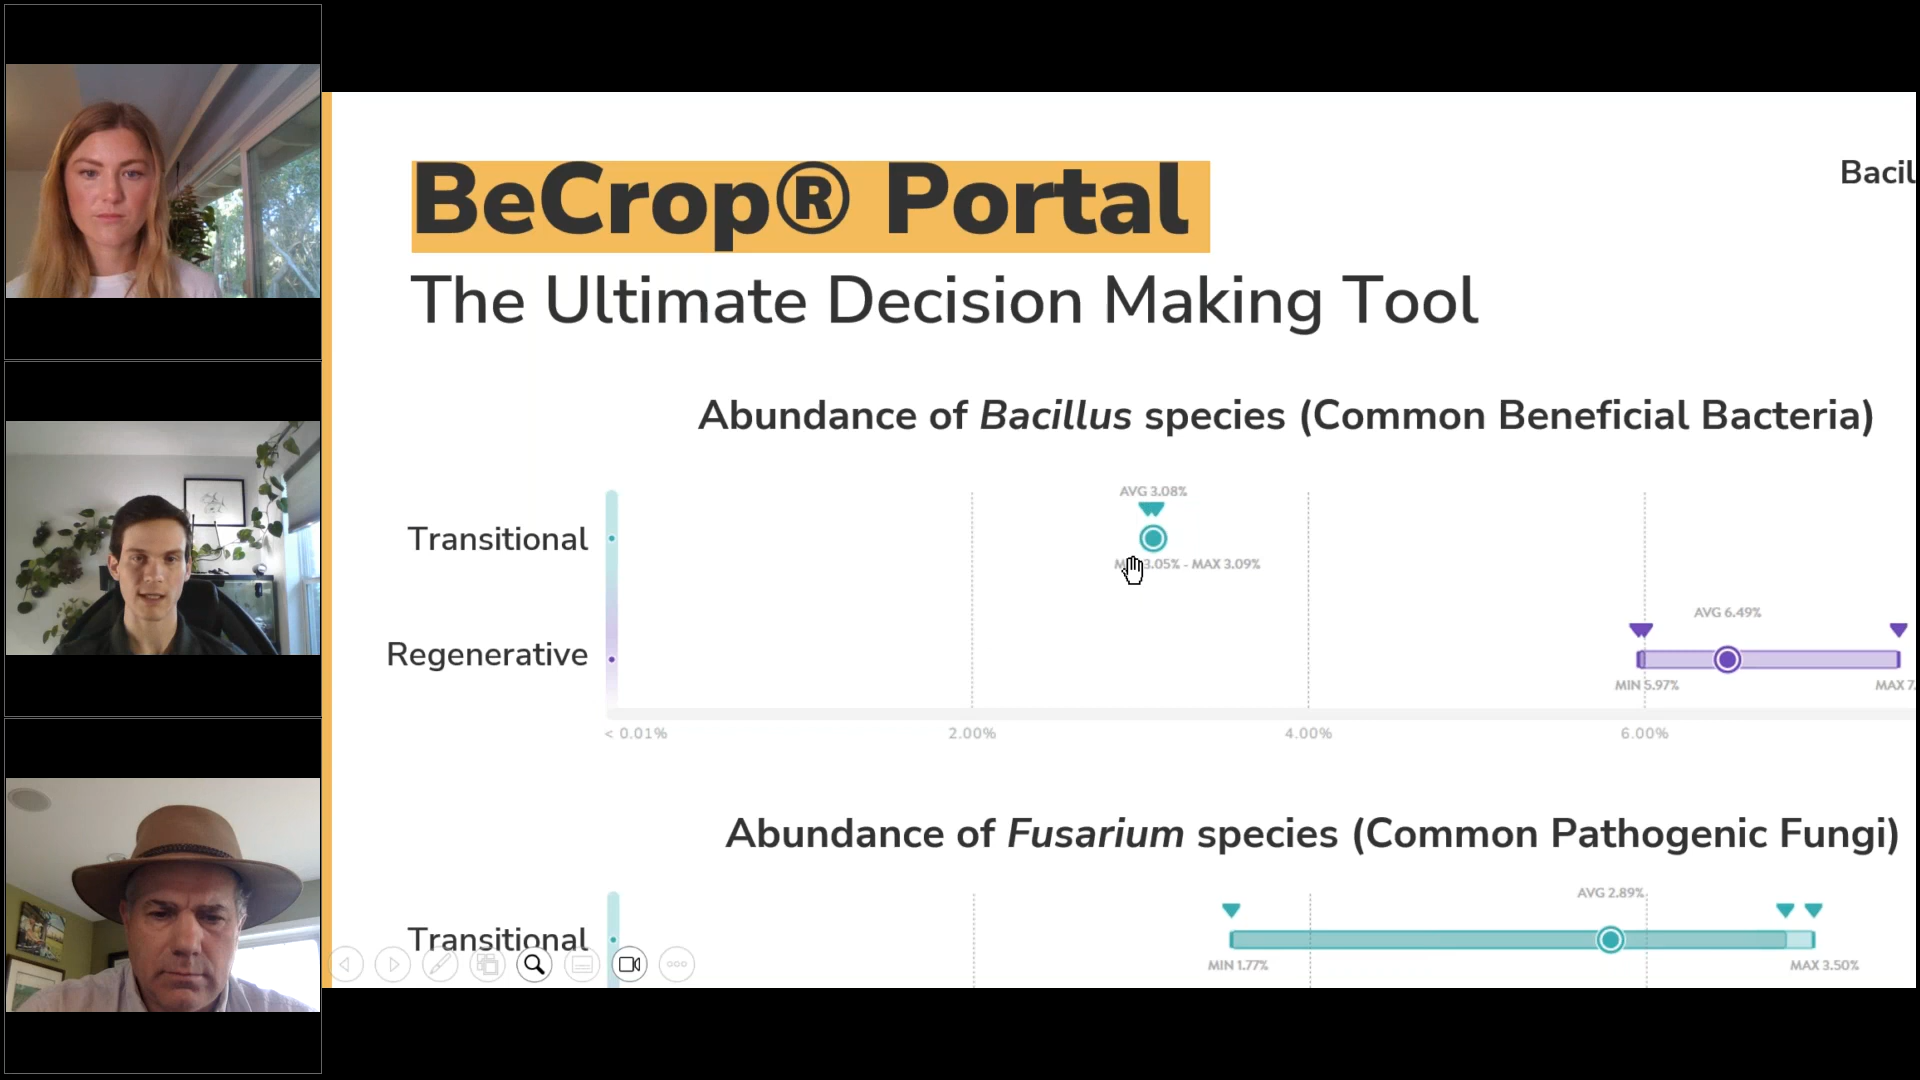 BeCrop® Portal
Bacil
The Ultimate Decision Making Tool
Abundance of Bacillus species (Common Beneficial Bacteria)
AVG 3.08%
Transitional
3.05% - MAX 3.09%
AVG 6.49%
Regenerative
MIN 5.97%
MAX 7.
< 0.01%
2.00%
4.00%
6.00%
Abundance of Fusarium species (Common Pathogenic Fungi)
AVG 2.89%
Transitional
MIN 1.77%
MAX 3.50%